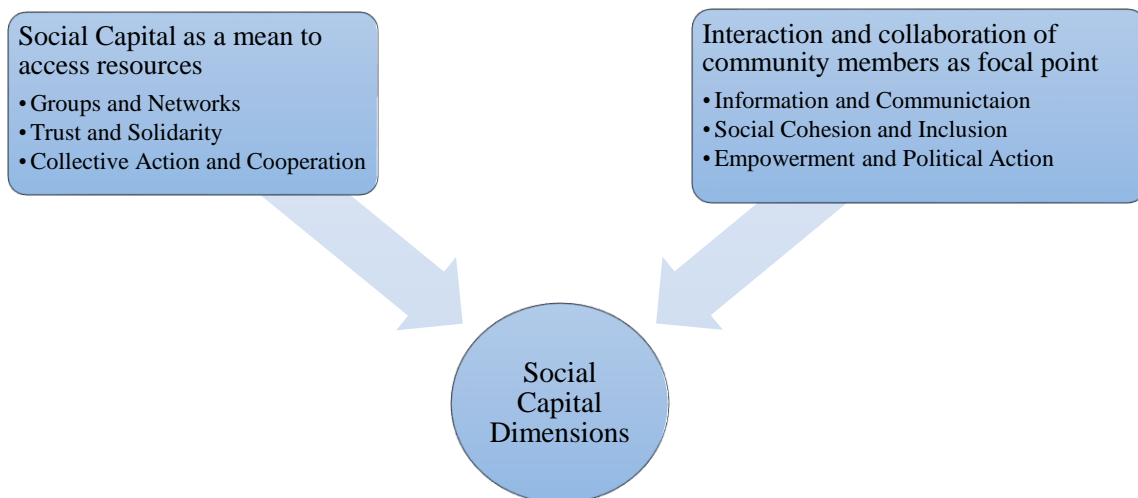 Social Capital as a mean to
access resources
• Groups and Networks
• Trust and Solidarity
• Collective Action and Cooperation
Interaction and collaboration of
community members as focal point
• Information and Communictaion
• Social Cohesion and Inclusion
• Empowerment and Political Action
Social
Capital
Dimensions